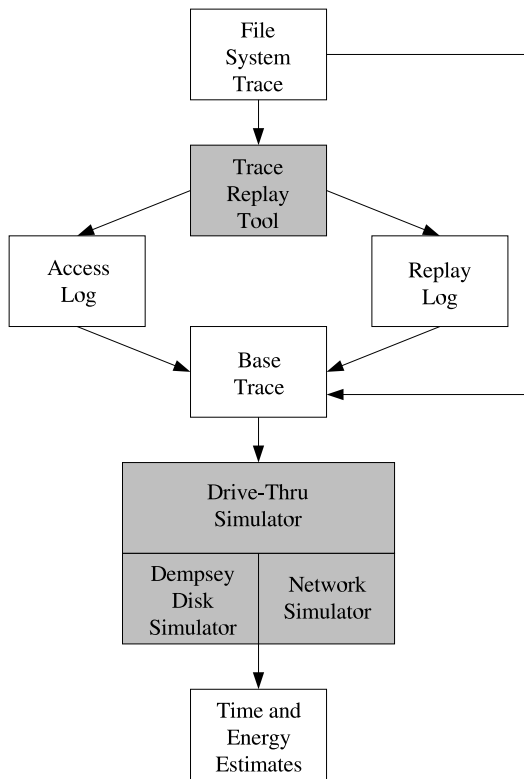 File
System
Trace
Trace
Replay
Tool
Access
Log
Replay
Log
Base
Trace
Drive-Thru
Simulator
Dempsey
Disk
Simulator
Network
Simulator
Time and
Energy
Estimates